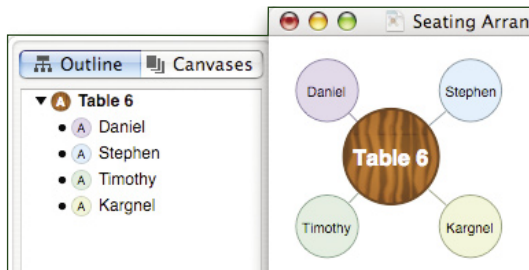 Outline Canvases
A Table 6
A Daniel
A Stephen
A Timothy
A Kargnel
Seating Arran
Daniel Stephen
Table 6
Timothy Kargnel